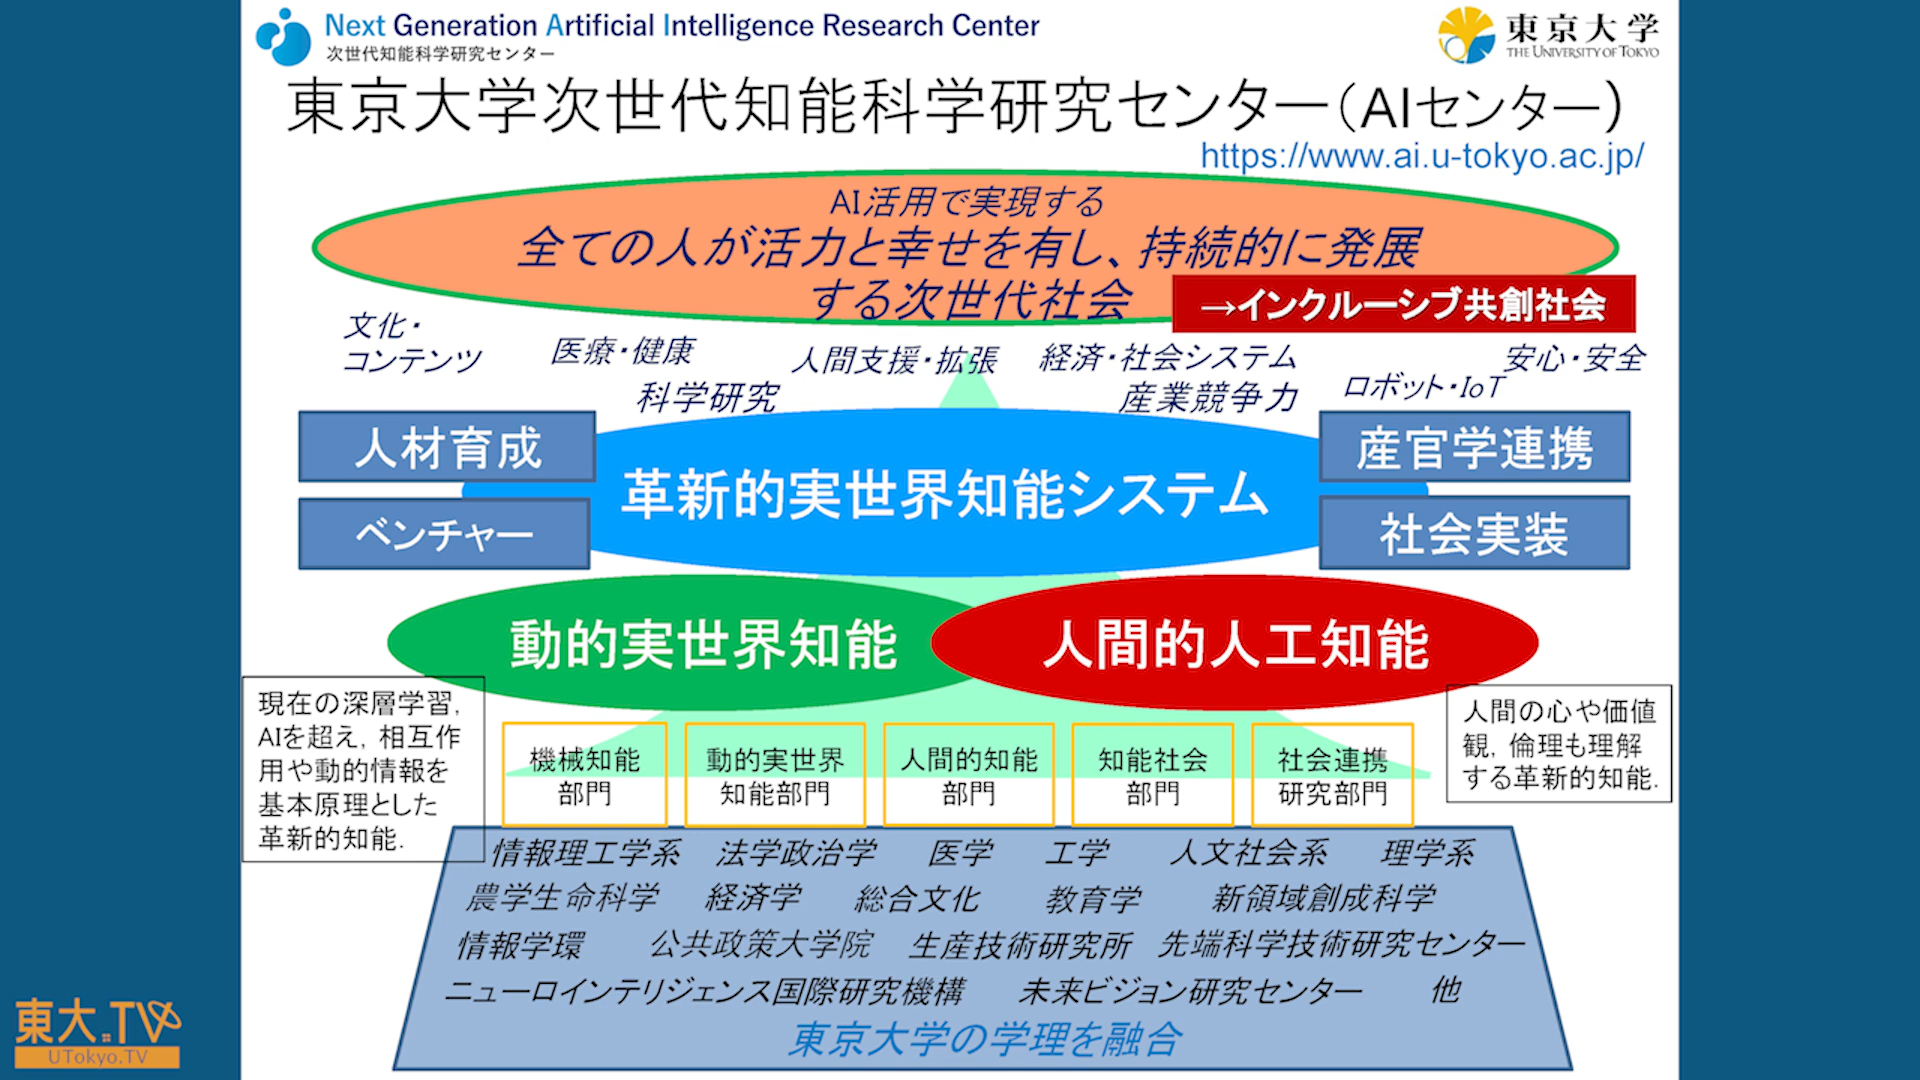 Next Generation Artificial Intelligence Research Center
次世代知能科学研究センター
東京大学
THE UNIVERSITY OF TOKYO
東京大学次世代知能科学研究センター（AIセンター）
https://www.ai.u-tokyo.ac.jp/
AI活用で実現する
全ての人が活力と幸せを有し、持続的に発展
する次世代社会
→インクルーシブ共創社会
文化・
コンテンツ
医療・健康
科学研究
人間支援・拡張
経済・社会システム
産業競争力
ロボット・IoT
安心・安全
人材育成
ベンチャー
革新的実世界知能システム
産官学連携
社会実装
動的実世界知能
人間的人工知能
現在の深層学習，
AIを超え，相互作
用や動的情報を
基本原理とした
革新的知能．
人間の心や価値
観，倫理も理解
する革新的知能．
機械知能
部門
動的実世界
知能部門
人間的知能
部門
知能社会
部門
社会連携
研究部門
情報理工学系 法学政治学 医学 工学 人文社会系 理学系
農学生命科学 経済学 総合文化 教育学 新領域創成科学
情報学環 公共政策大学院 生産技術研究所 先端科学技術研究センター
ニューロインテリジェンス国際研究機構 未来ビジョン研究センター 他
東京大学の学理を融合
東大.TV
UTokyo.TV